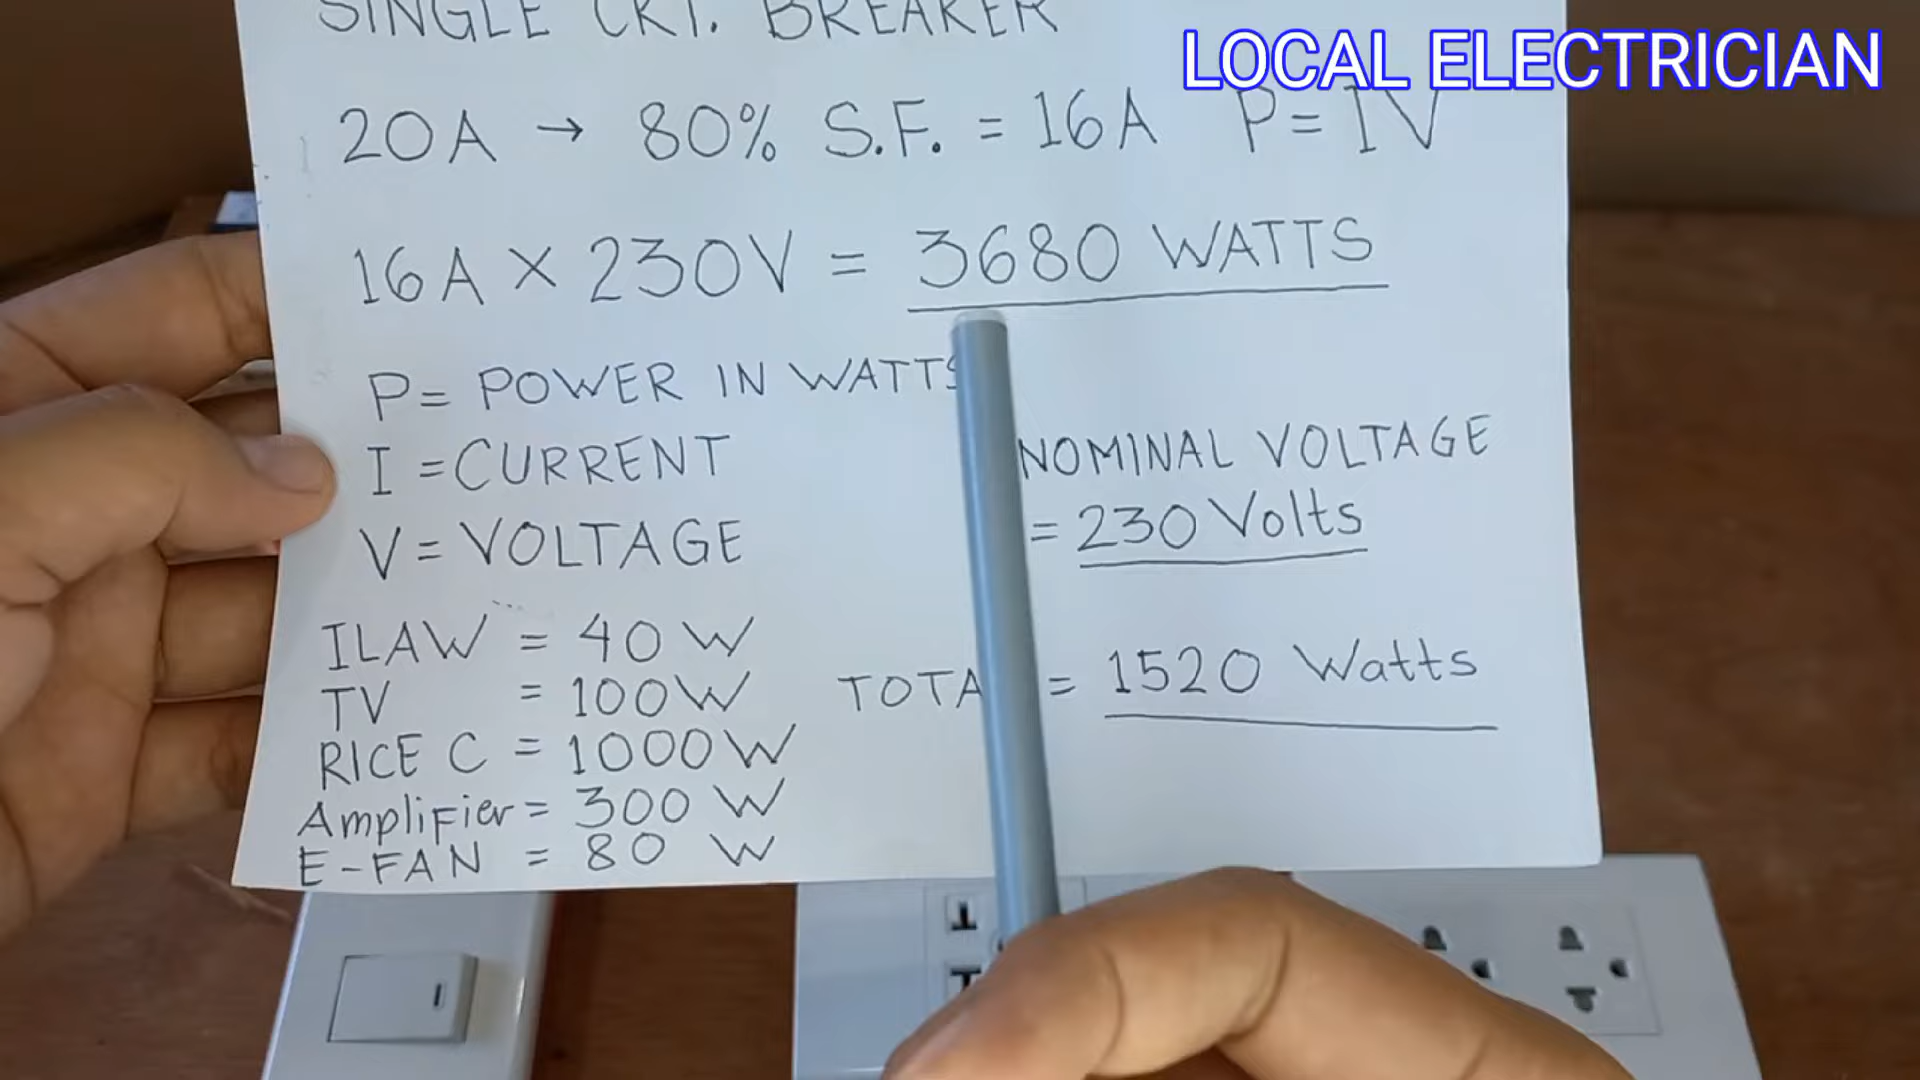 SINGLE CKT. BREAKER
LOCAL ELECTRICIAN
20A → 80% S.F. = 16A P = IV
16A X 230V = 3680 WATTS
P = POWER IN WATTS
I = CURRENT
V = VOLTAGE
NOMINAL VOLTAGE
= 230 Volts
ILAW = 40 W
TV = 100W
RICE C = 1000W
Amplifier = 300 W
E-FAN = 80 W
TOTA = 1520 Watts